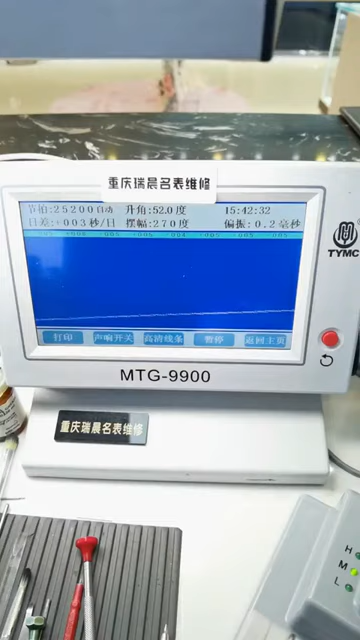 重庆瑞晨名表维修
节拍:25200自动 升角:52.0度 15:42:32
日差:+003秒/日 摆幅:270度 偏振:0.2毫秒
打印 声响开关 高清线条 暂停 返回主页
TYMC
MTG-9900
重庆瑞晨名表维修
H
M
L